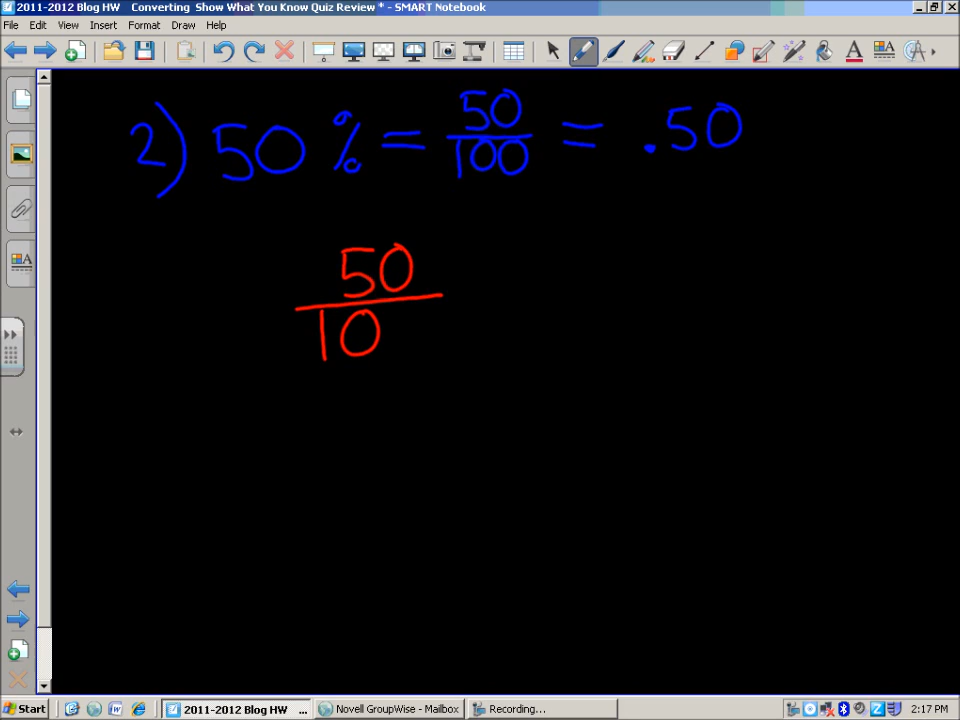 2011-2012 Blog HW    Converting  Show What You Know Quiz Review * - SMART Notebook
File Edit View Insert Format Draw Help
2) 50 % = 50/100 = .50
50
10
Start 2011-2012 Blog HW ... Novell GroupWise - Mailbox Recording... 2:17 PM